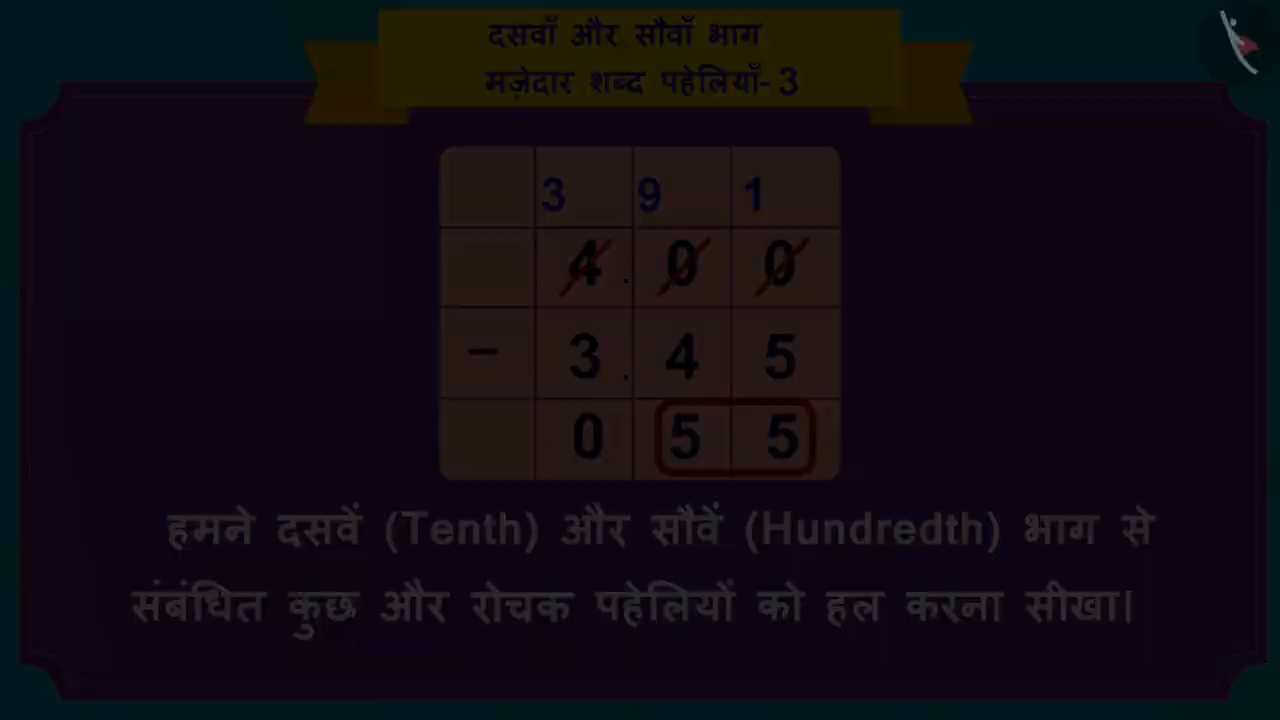 दसवाँ और सौवाँ भाग
मज़ेदार शब्द पहेलियाँ- 3
3 9 1
4 . 0 0
− 3 . 4 5
0 5 5
हमने दसवें (Tenth) और सौवें (Hundredth) भाग से
संबंधित कुछ और रोचक पहेलियों को हल करना सीखा।